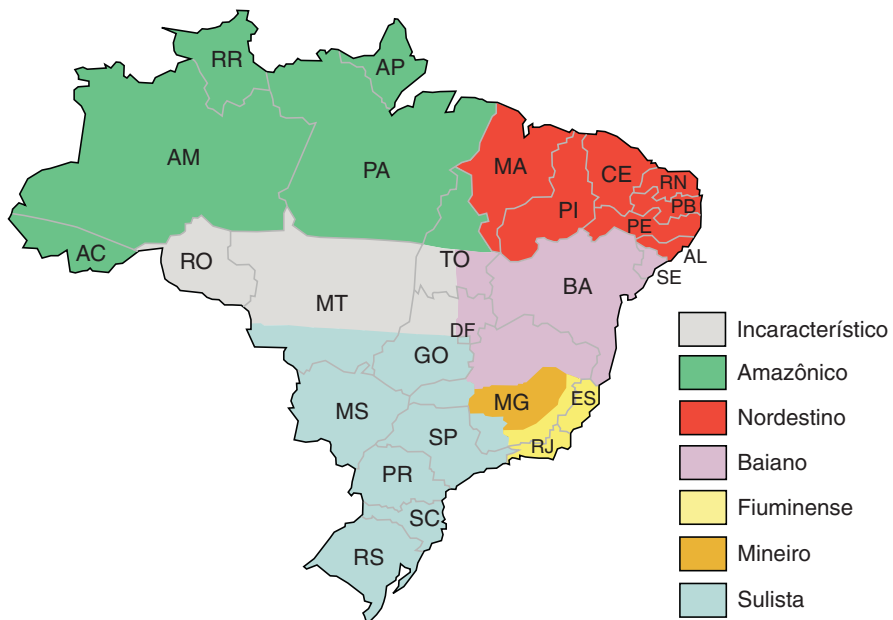 RR
AP
AM
PA
MA
CE
RN
PB
PI
PE
AL
SE
AC
RO
TO
BA
MT
DF
GO
MG
ES
MS
SP
RJ
PR
SC
RS
Incaracterístico
Amazônico
Nordestino
Baiano
Fiuminense
Mineiro
Sulista